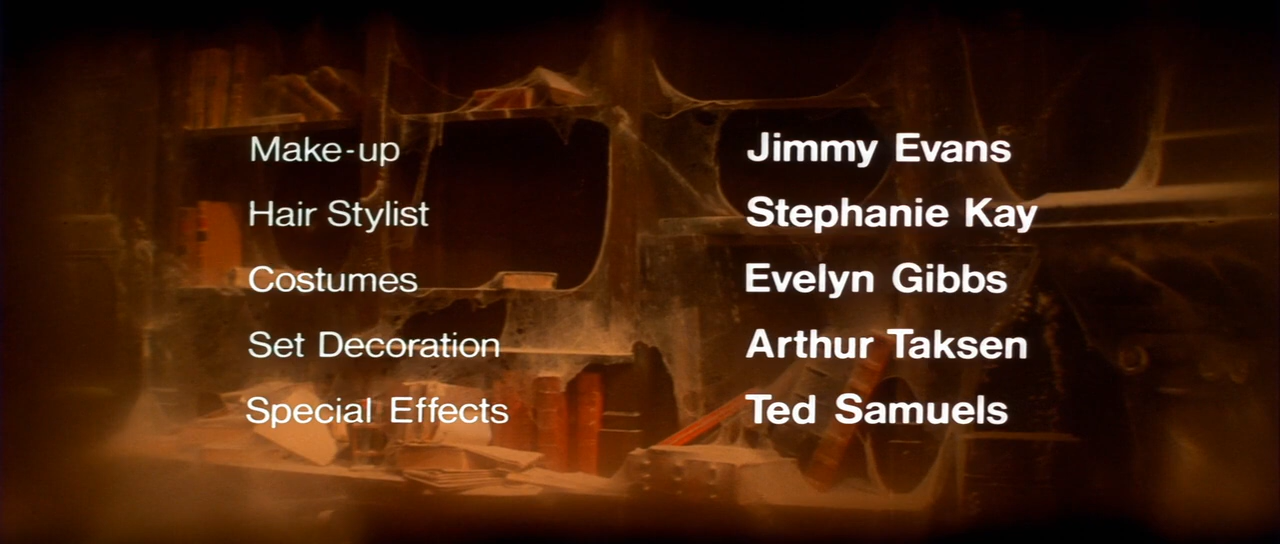 Make-up Jimmy Evans
Hair Stylist Stephanie Kay
Costumes Evelyn Gibbs
Set Decoration Arthur Taksen
Special Effects Ted Samuels